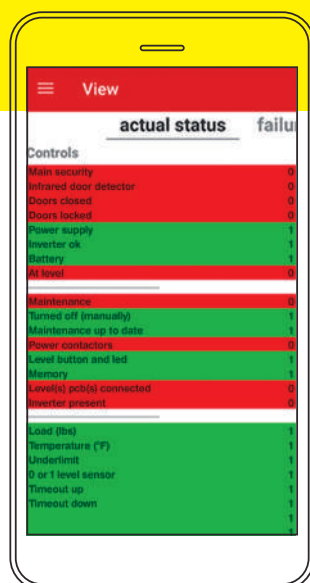 View
actual status failu
Controls
Main security 0
Infrared door detector 0
Doors closed 0
Doors locked 0
Power supply 1
Inverter ok 1
Battery 1
At level 0
Maintenance 0
Turned off (manually) 1
Maintenance up to date 1
Power contactors 0
Level button and led 1
Memory 1
Level(s) pcb(s) connected 0
Inverter present 0
Load (lbs) 1
Temperature (°F) 1
Underlimit 1
0 or 1 level sensor 1
Timeout up 1
Timeout down 1
1
1